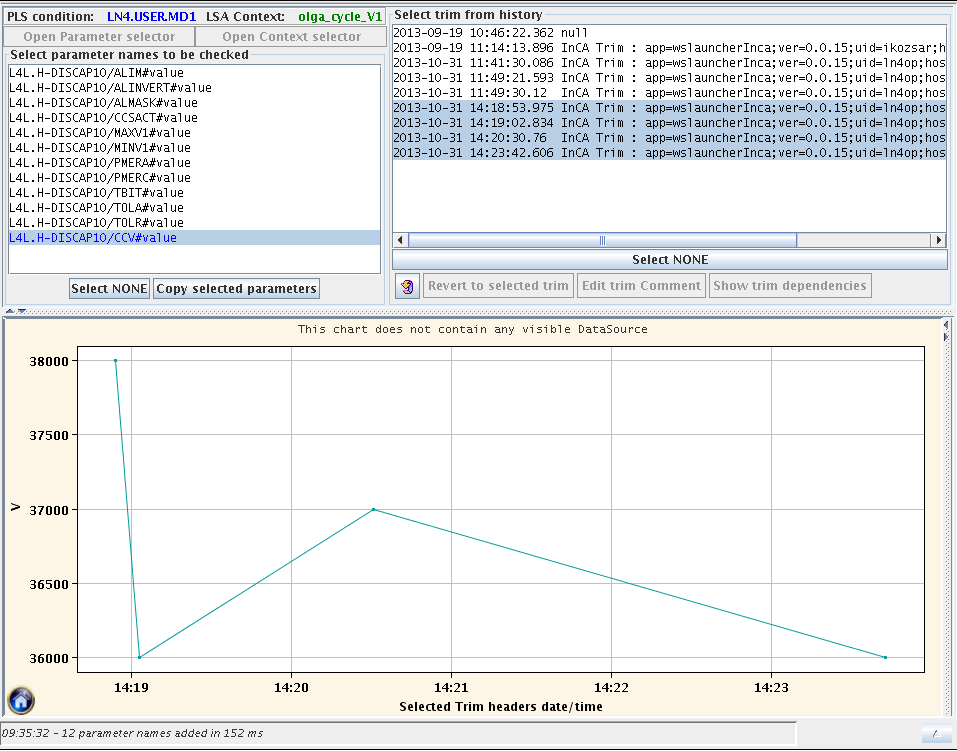 PLS condition: LN4.USER.MD1 LSA Context: olga_cycle_V1
Open Parameter selector Open Context selector
Select parameter names to be checked
L4L.H-DISCAP10/ALIM#value
L4L.H-DISCAP10/ALINVERT#value
L4L.H-DISCAP10/ALMASK#value
L4L.H-DISCAP10/CCSACT#value
L4L.H-DISCAP10/MAXV1#value
L4L.H-DISCAP10/MINV1#value
L4L.H-DISCAP10/PMERA#value
L4L.H-DISCAP10/PMERC#value
L4L.H-DISCAP10/TBIT#value
L4L.H-DISCAP10/TOLA#value
L4L.H-DISCAP10/TOLR#value
L4L.H-DISCAP10/CCV#value
Select NONE Copy selected parameters
Select trim from history
2013-09-19 10:46:22.362 null
2013-09-19 11:14:13.896 InCA Trim : app=wslauncherInca;ver=0.0.15;uid=ikozsar;h
2013-10-31 11:41:30.086 InCA Trim : app=wslauncherInca;ver=0.0.15;uid=ln4op;hos
2013-10-31 11:49:21.593 InCA Trim : app=wslauncherInca;ver=0.0.15;uid=ln4op;hos
2013-10-31 11:49:30.12 InCA Trim : app=wslauncherInca;ver=0.0.15;uid=ln4op;hos
2013-10-31 14:18:53.975 InCA Trim : app=wslauncherInca;ver=0.0.15;uid=ln4op;hos
2013-10-31 14:19:02.834 InCA Trim : app=wslauncherInca;ver=0.0.15;uid=ln4op;hos
2013-10-31 14:20:30.76 InCA Trim : app=wslauncherInca;ver=0.0.15;uid=ln4op;hos
2013-10-31 14:23:42.606 InCA Trim : app=wslauncherInca;ver=0.0.15;uid=ln4op;hos
Select NONE
Revert to selected trim Edit trim Comment Show trim dependencies
This chart does not contain any visible DataSource
38000
37500
37000
36500
36000
V
14:19 14:20 14:21 14:22 14:23
Selected Trim headers date/time
09:35:32 - 12 parameter names added in 152 ms